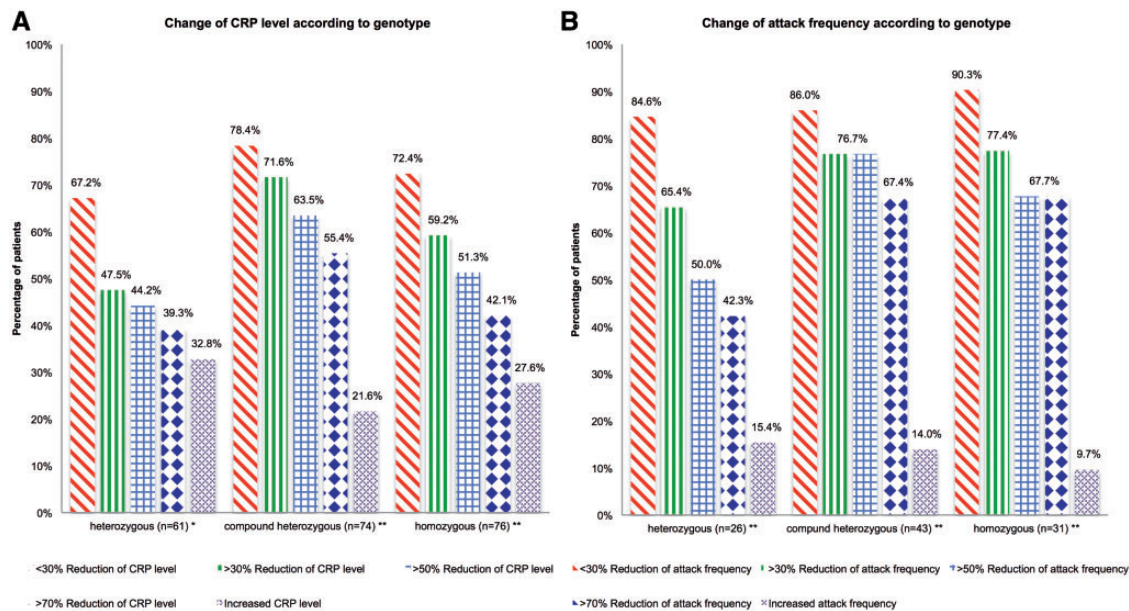 A
Change of CRP level according to genotype
100%
90%
80%
70%
60%
50%
40%
30%
20%
10%
0%
Percentage of patients
67.2%
47.5%
44.2%
39.3%
32.8%
78.4%
71.6%
63.5%
55.4%
21.6%
72.4%
59.2%
51.3%
42.1%
27.6%
heterozygous (n=61) *
compound heterozygous (n=74) **
homozygous (n=76) **
<30% Reduction of CRP level
>30% Reduction of CRP level
>50% Reduction of CRP level
>70% Reduction of CRP level
Increased CRP level
B
Change of attack frequency according to genotype
100%
90%
80%
70%
60%
50%
40%
30%
20%
10%
0%
Percentage of patients
84.6%
65.4%
50.0%
42.3%
15.4%
86.0%
76.7%
67.4%
14.0%
90.3%
77.4%
67.7%
9.7%
heterozygous (n=26) **
compund heterozygous (n=43) **
homozygous (n=31) **
<30% Reduction of attack frequency
>30% Reduction of attack frequency
>50% Reduction of attack frequency
>70% Reduction of attack frequency
Increased attack frequency